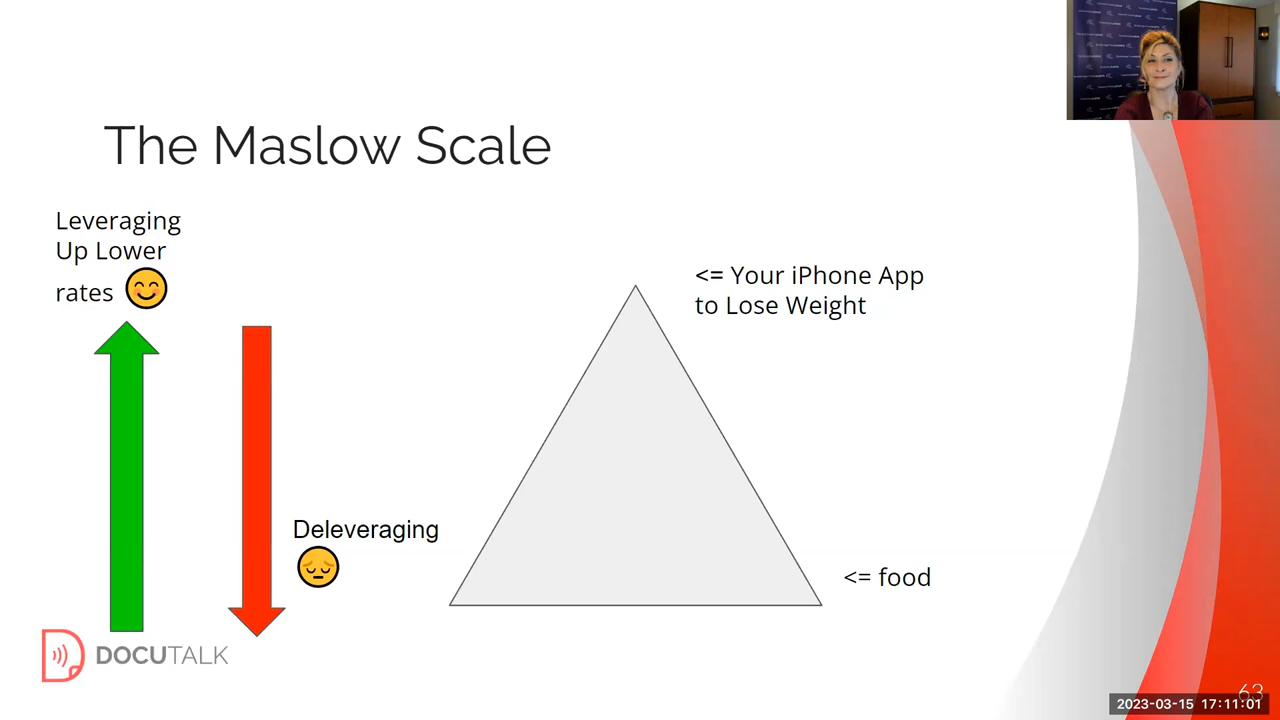 The Maslow Scale
Leveraging
Up Lower
rates
<= Your iPhone App
to Lose Weight
Deleveraging
<= food
DOCUTALK
63
2023-03-15 17:11:01